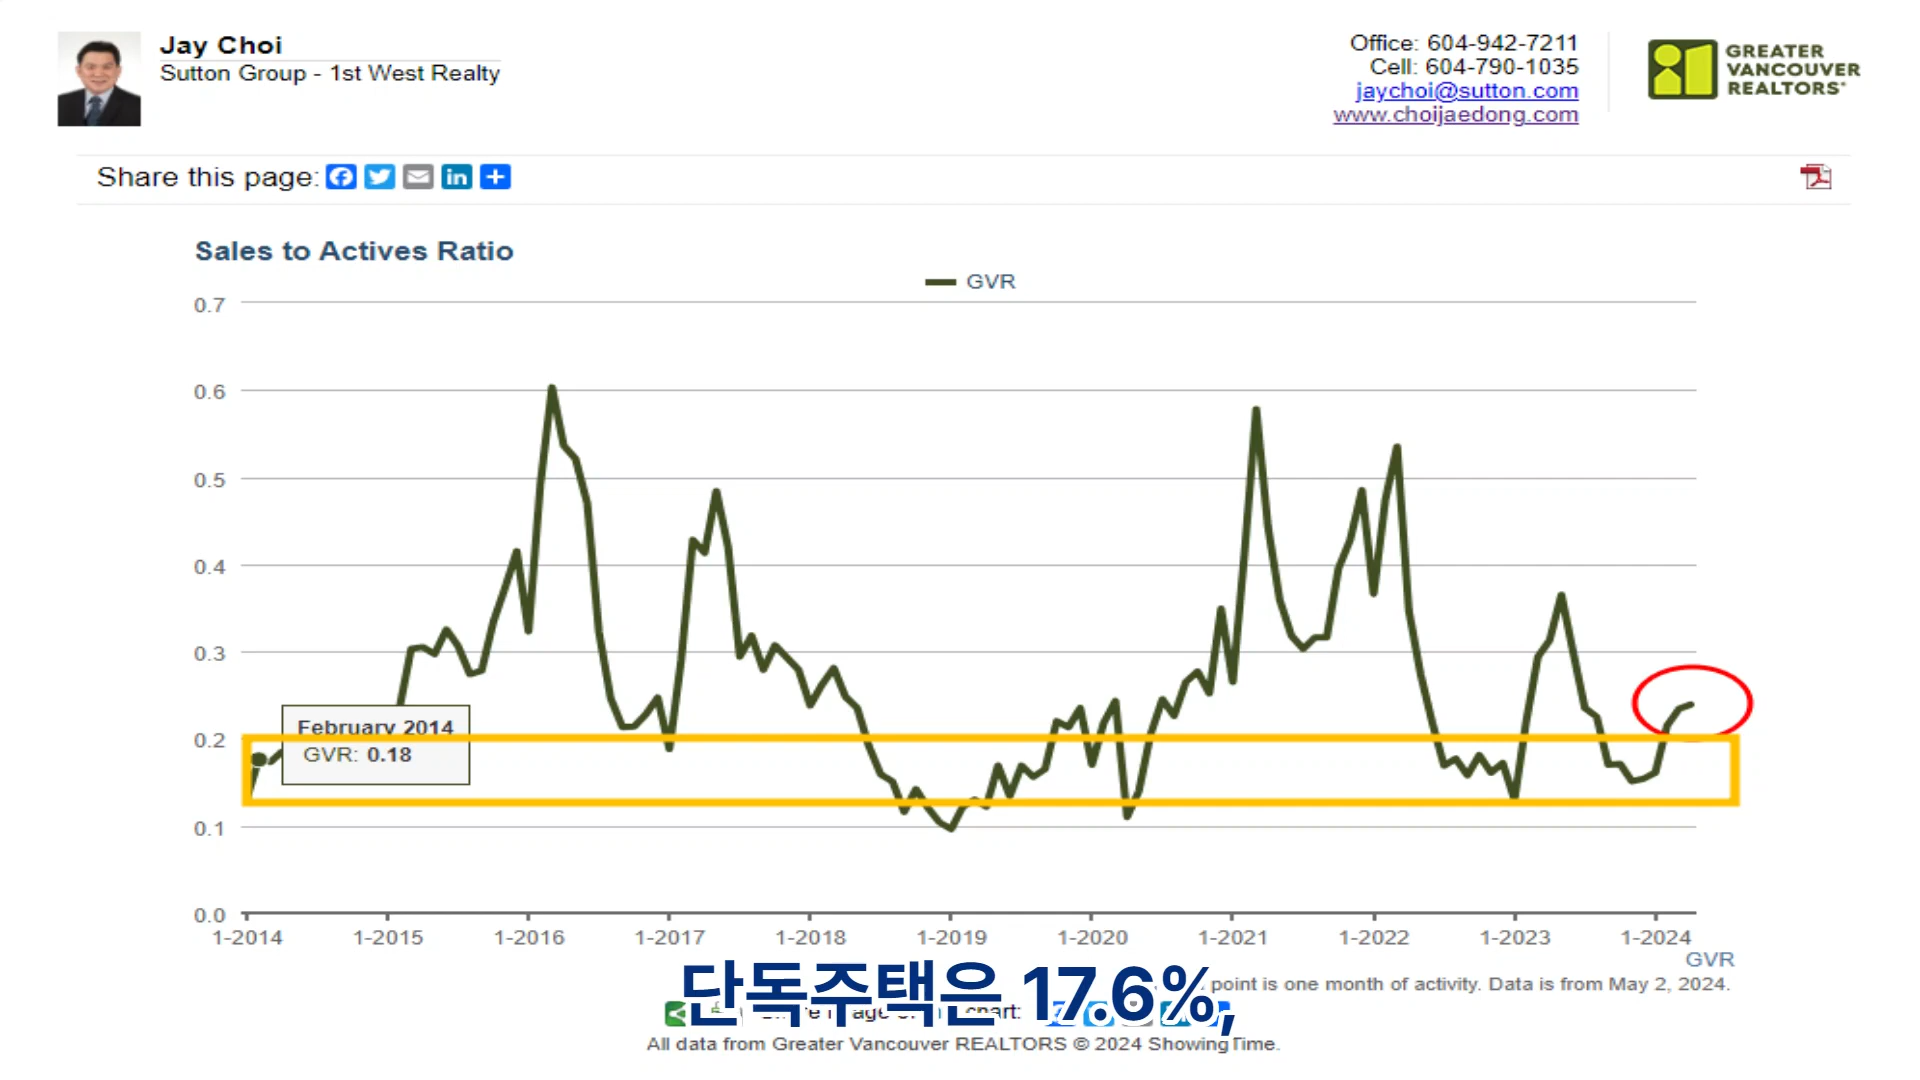 Jay Choi
Sutton Group - 1st West Realty
Office: 604-942-7211
Cell: 604-790-1035
jaychoi@sutton.com
www.choijaedong.com
GREATER
VANCOUVER
REALTORS
Share this page:
Sales to Actives Ratio
GVR
0.7
0.6
0.5
0.4
0.3
0.2
0.1
0.0
February 2014
GVR: 0.18
1-2014 1-2015 1-2016 1-2017 1-2018 1-2019 1-2020 1-2021 1-2022 1-2023 1-2024
GVR
point is one month of activity. Data is from May 2, 2024.
단독주택은 17.6%,
chart:
All data from Greater Vancouver REALTORS © 2024 ShowingTime.